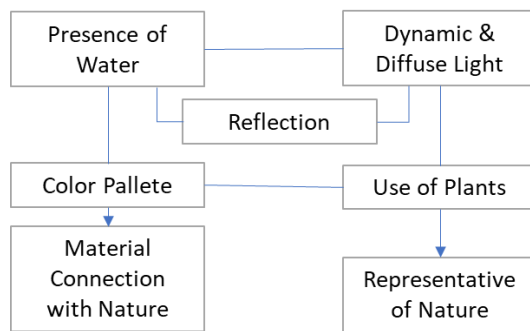 Presence of
Water
Dynamic &
Diffuse Light
Reflection
Color Pallete
Use of Plants
Material
Connection
with Nature
Representative
of Nature